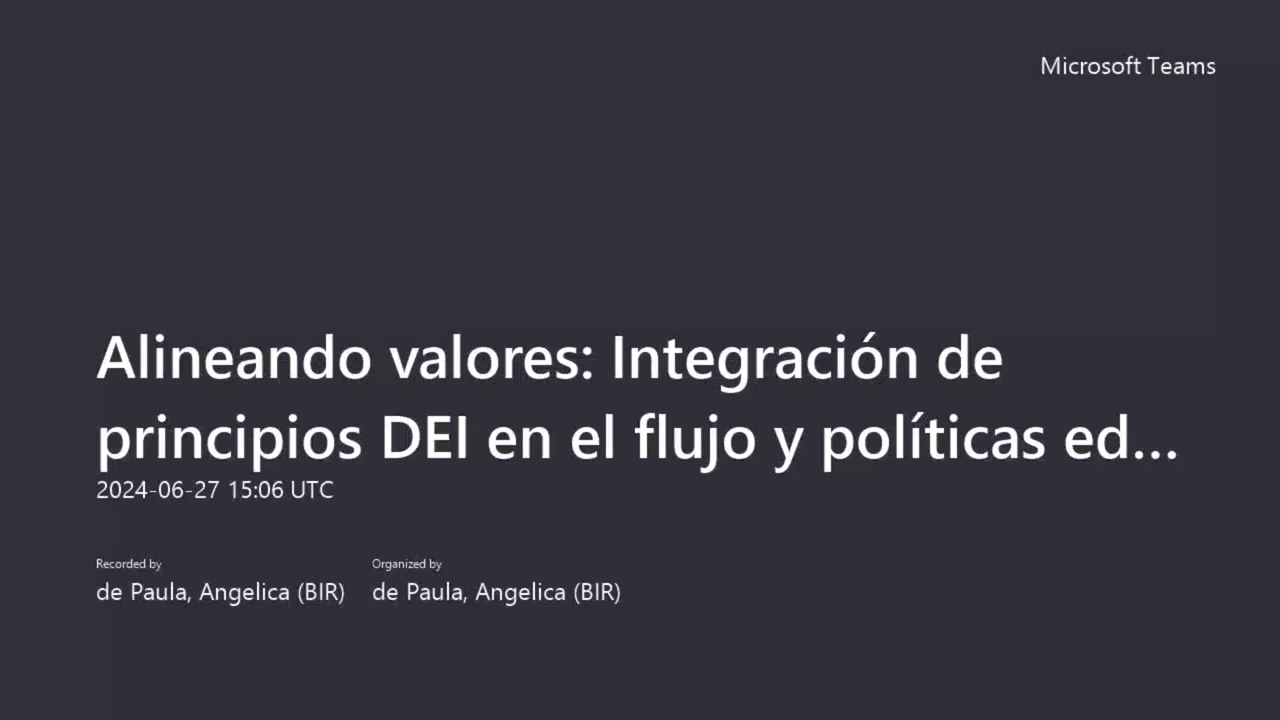 Microsoft Teams
Alineando valores: Integración de
principios DEI en el flujo y políticas ed...
2024-06-27 15:06 UTC
Recorded by
de Paula, Angelica (BIR)
Organized by
de Paula, Angelica (BIR)